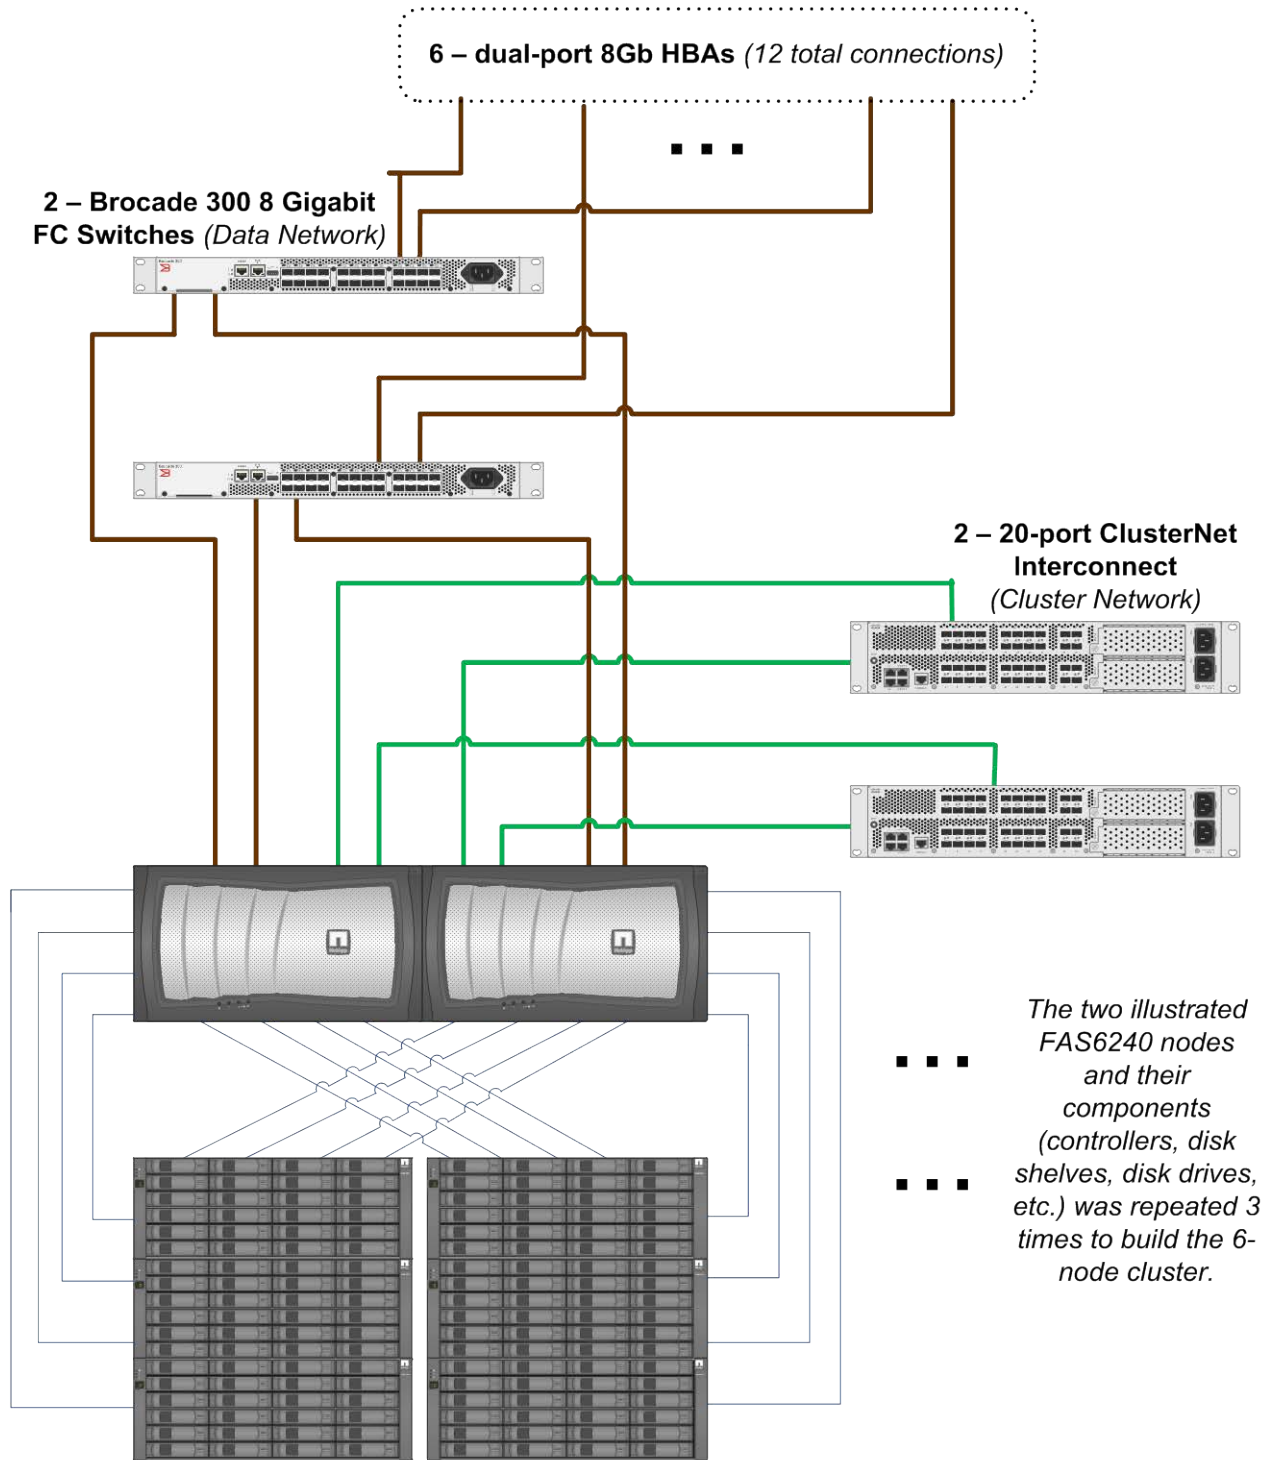 6 – dual-port 8Gb HBAs (12 total connections)
2 – Brocade 300 8 Gigabit
FC Switches (Data Network)
2 – 20-port ClusterNet
Interconnect
(Cluster Network)
The two illustrated
FAS6240 nodes
and their
components
(controllers, disk
shelves, disk drives,
etc.) was repeated 3
times to build the 6-
node cluster.